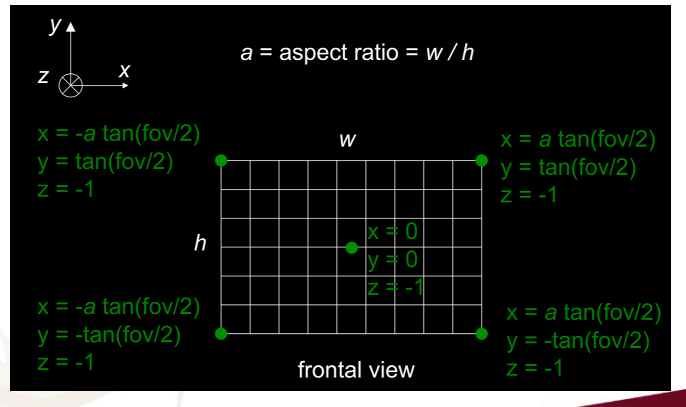 y
a = aspect ratio = w / h
z
x
x = -a tan(fov/2)
y = tan(fov/2)
z = -1
w
x = a tan(fov/2)
y = tan(fov/2)
z = -1
h
x = 0
y = 0
z = -1
x = -a tan(fov/2)
y = -tan(fov/2)
z = -1
x = a tan(fov/2)
y = -tan(fov/2)
z = -1
frontal view